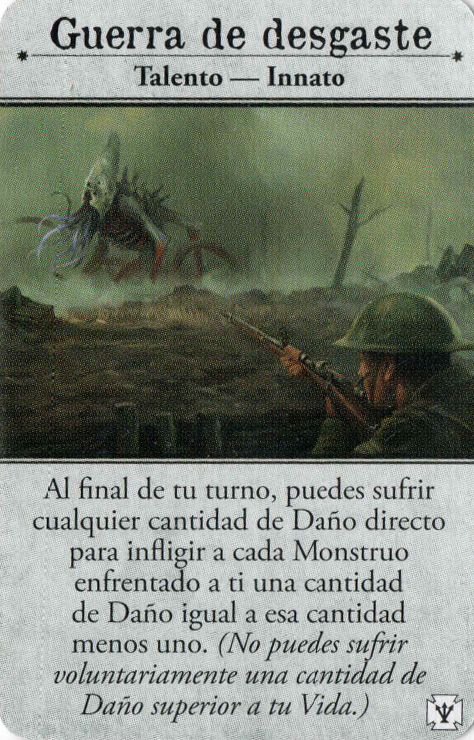 Guerra de desgaste
Talento — Innato
Al final de tu turno, puedes sufrir
cualquier cantidad de Daño directo
para infligir a cada Monstruo
enfrentado a ti una cantidad
de Daño igual a esa cantidad
menos uno. (No puedes sufrir
voluntariamente una cantidad de
Daño superior a tu Vida.)